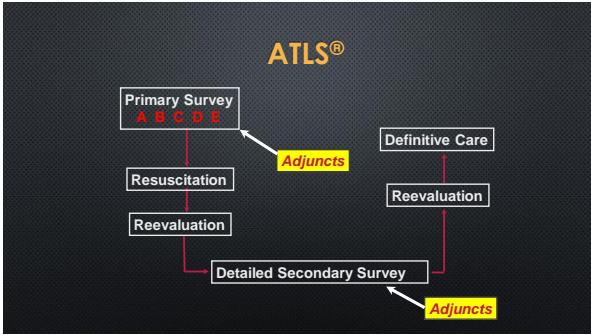 ATLS®
Primary Survey
A B C D E
Adjuncts
Resuscitation
Reevaluation
Detailed Secondary Survey
Adjuncts
Reevaluation
Definitive Care